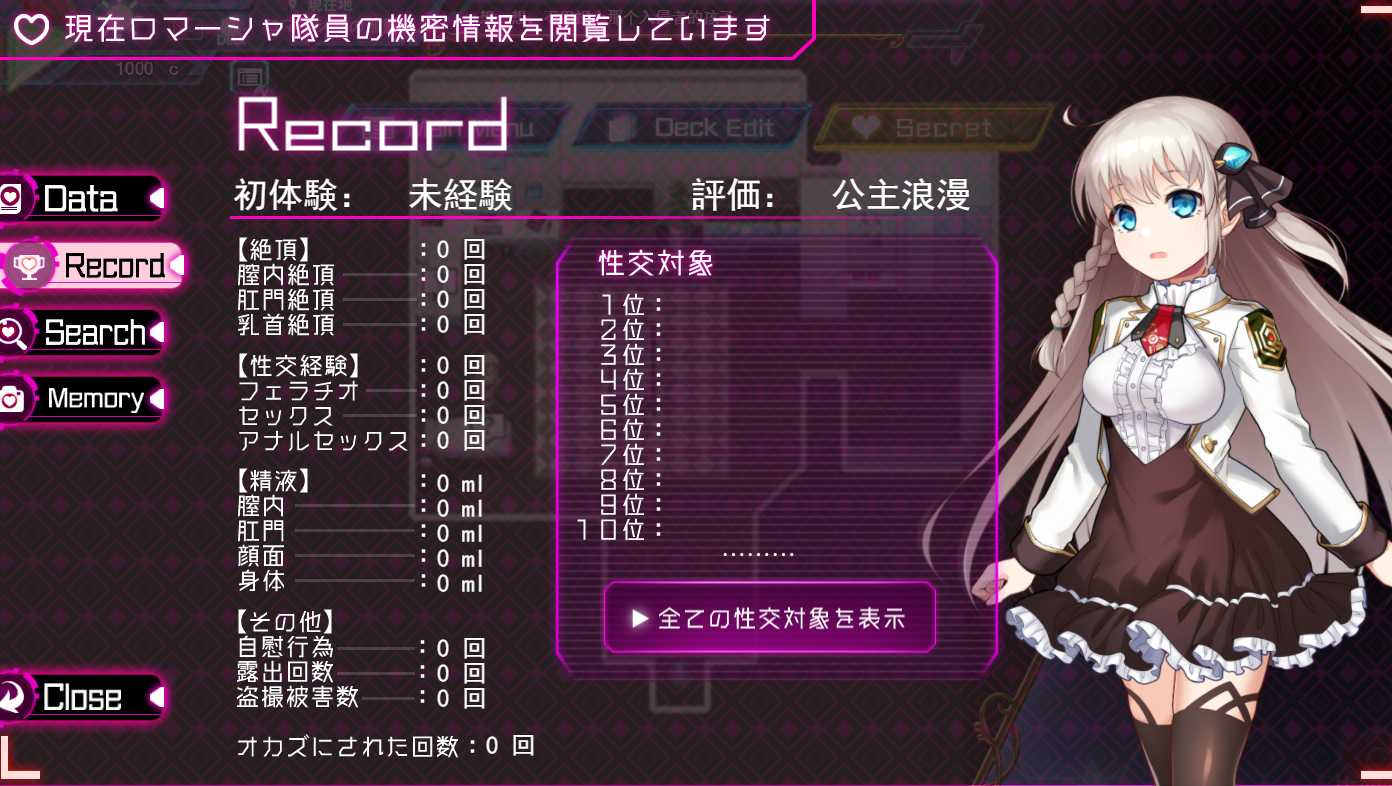 現在ロマーシャ隊員の機密情報を閲覧しています
1000 c
Record
Deck Edit
Secret
初体験： 未経験 評価： 公主浪漫
Data
Record
Search
Memory
Close
【絶頂】 ：0 回
膣内絶頂 ：0 回
肛門絶頂 ：0 回
乳首絶頂 ：0 回
【性交経験】 ：0 回
フェラチオ ：0 回
セックス ：0 回
アナルセックス ：0 回
【精液】 ：0 ml
膣内 ：0 ml
肛門 ：0 ml
顔面 ：0 ml
身体 ：0 ml
【その他】
自慰行為 ：0 回
露出回数 ：0 回
盗撮被害数 ：0 回
オカズにされた回数：0 回
性交対象
1位：
2位：
3位：
4位：
5位：
6位：
7位：
8位：
9位：
10位：
.........
▶全ての性交対象を表示